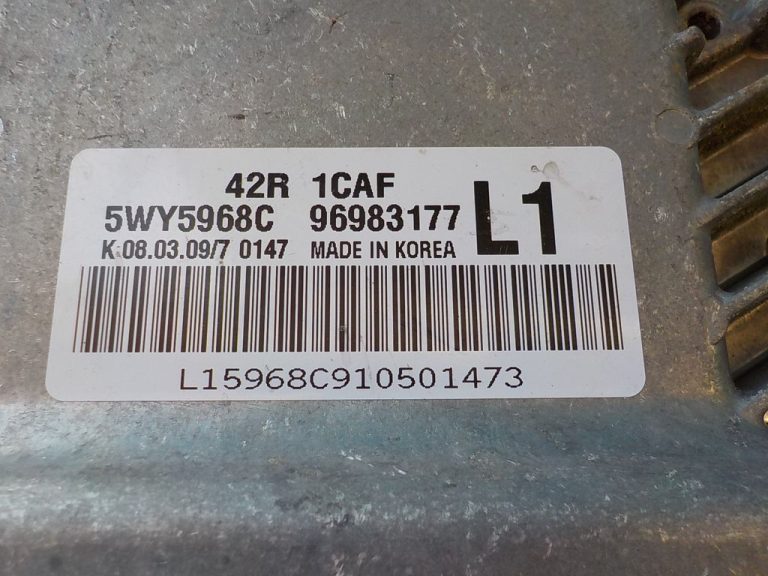 42R 1CAF
5WY5968C 96983177 L1
K 08.03.09/7 0147 MADE IN KOREA
L15968C910501473